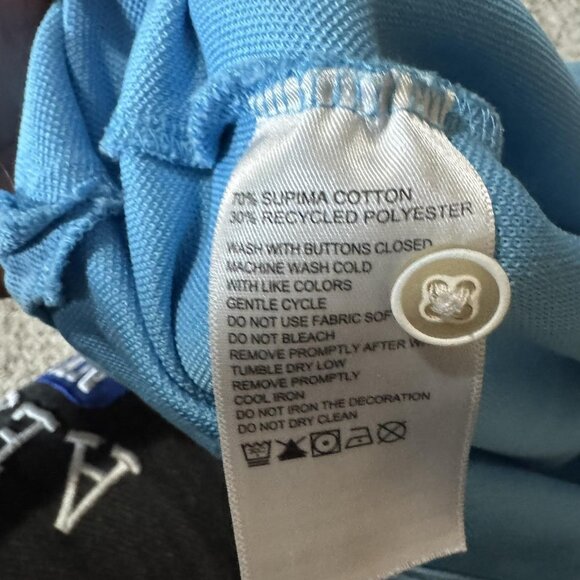 70% SUPIMA COTTON
30% RECYCLED POLYESTER
WASH WITH BUTTONS CLOSED
MACHINE WASH COLD
WITH LIKE COLORS
GENTLE CYCLE
DO NOT USE FABRIC SOF
DO NOT BLEACH
REMOVE PROMPTLY AFTER W
TUMBLE DRY LOW
REMOVE PROMPTLY
COOL IRON
DO NOT IRON THE DECORATION
DO NOT DRY CLEAN
A